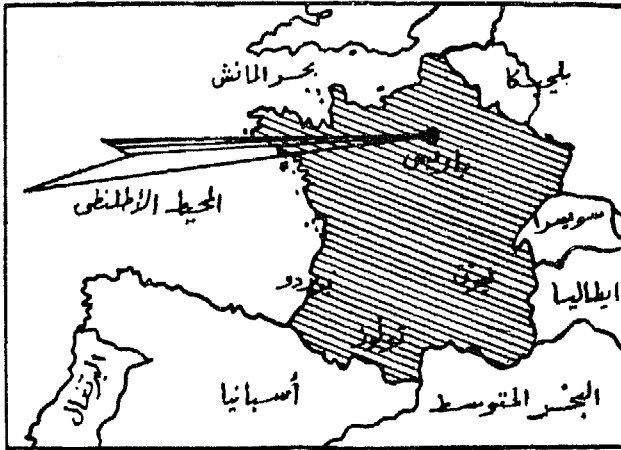 بحر المانش
بلجيكا
باريس
المحيط الأطلنطى
سويسرا
بوردو
ليون
ايطاليا
تولوز
البرتغال
أسبانيا
البحر المتوسط